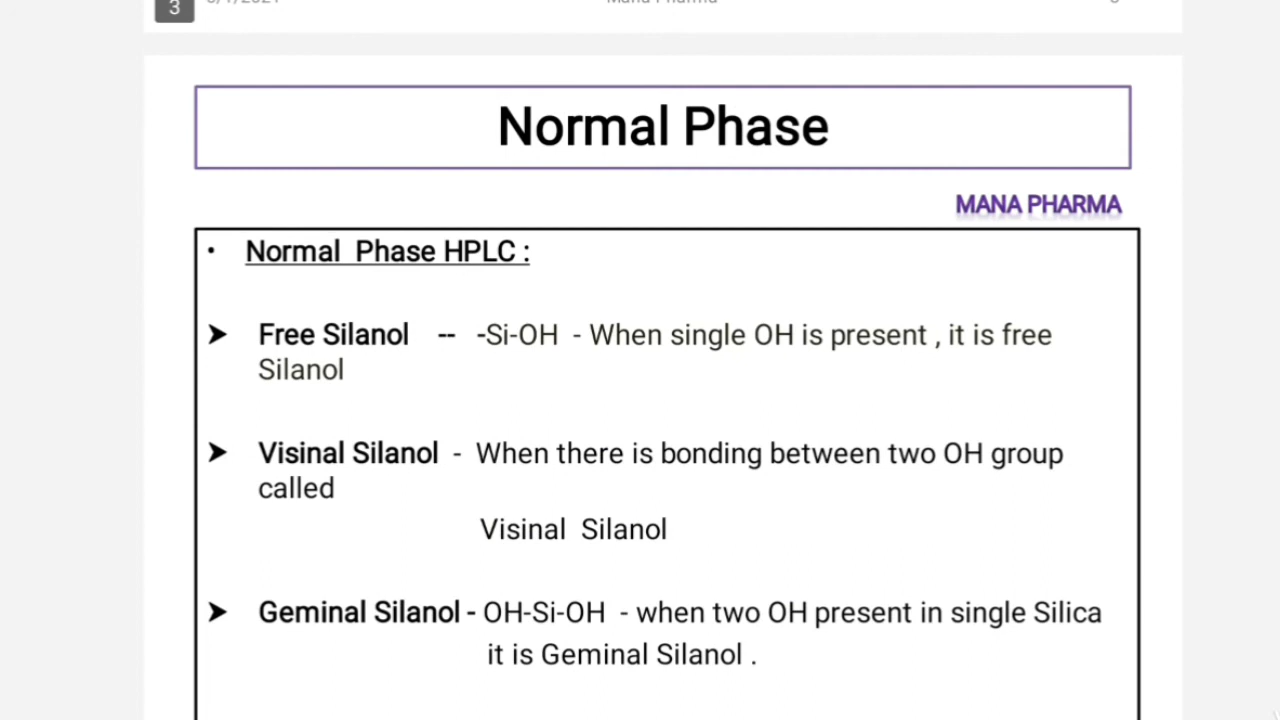 3
Mana Pharma
Normal Phase
MANA PHARMA
• Normal Phase HPLC :
➤ Free Silanol -- -Si-OH - When single OH is present , it is free
Silanol
➤ Visinal Silanol - When there is bonding between two OH group
called
Visinal Silanol
➤ Geminal Silanol - OH-Si-OH - when two OH present in single Silica
it is Geminal Silanol .